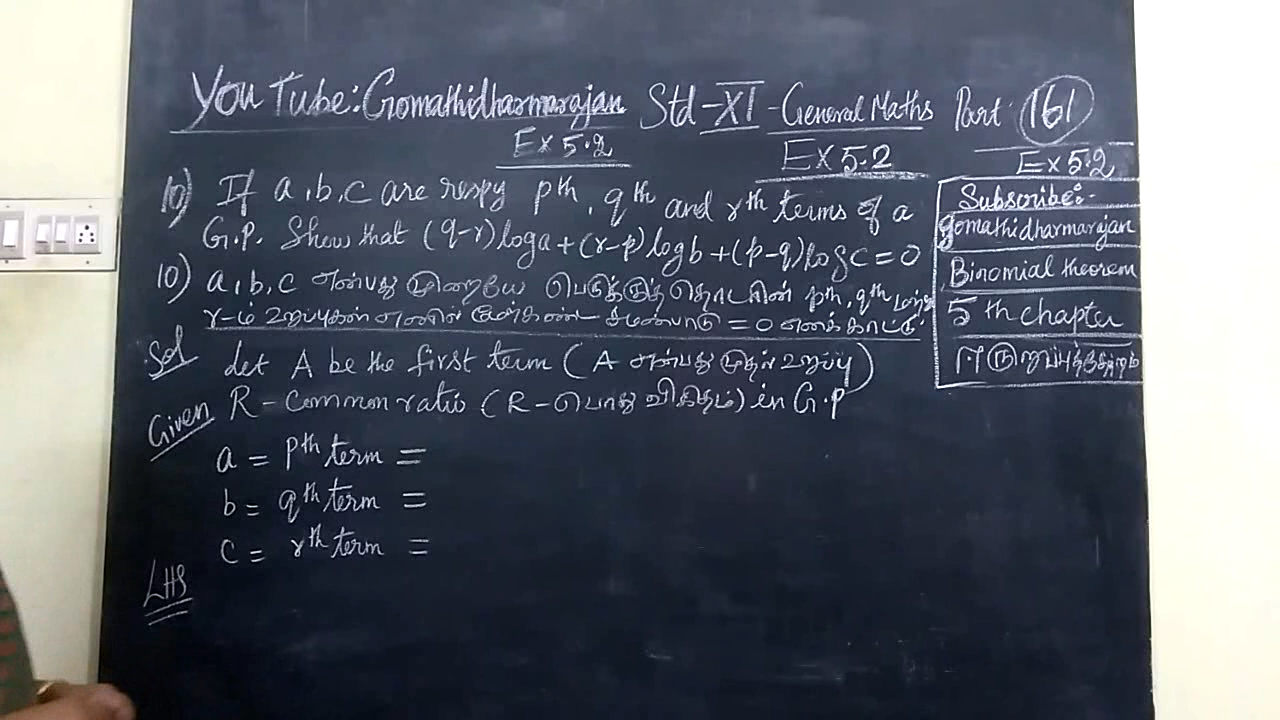 YouTube: Gomathidharmarajan Std-XI-General Maths Part: 161
Ex 5.2 Ex 5.2 Ex 5.2
10) If a,b,c are respy pth, qth and rth terms of a
G.P. Show that (q-r)loga+(r-p)logb+(p-q)logc=0
10) a,b,c என்பது முறையே பெருக்குத் தொடரின் pth, qth மற்றும்
r-ம் உறுப்புகள் எனில் சமன்பாடு = 0 எனக் காட்டு.
Sol Let A be the first term (A என்பது முதல் உறுப்பு)
Given R - Common ratio (R - பொது விகிதம்) in G.P
a = pth term =
b = qth term =
c = rth term =
LHS
Subscribe:-
gomathidharmarajan
Binomial theorem
5th chapter
ஈருறுப்புத்தேற்றம்